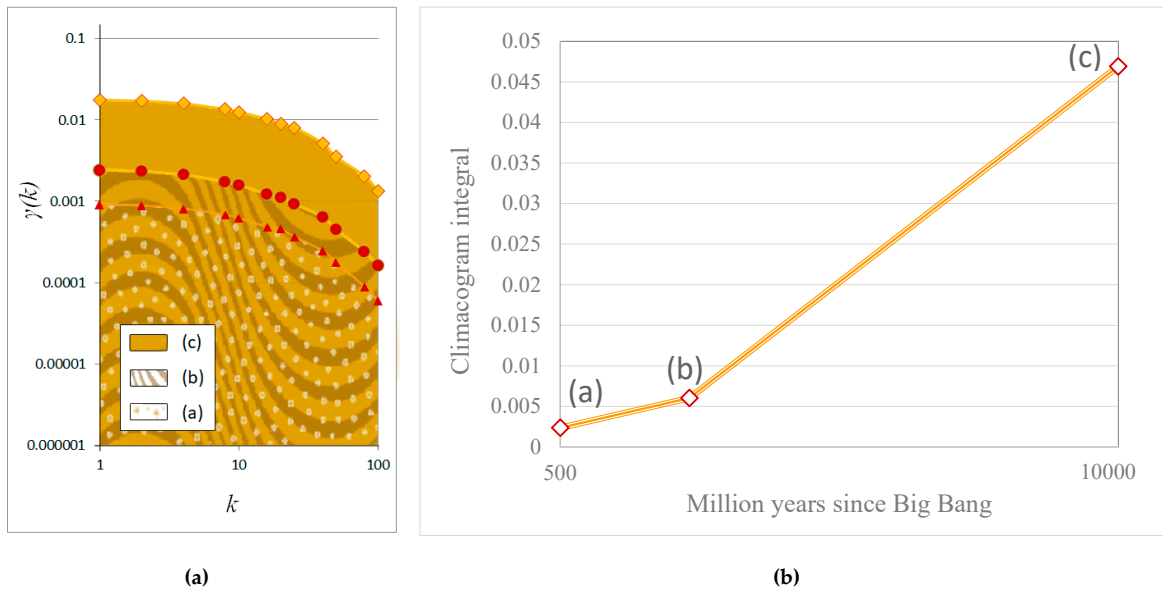 0.1
0.01
0.001
0.0001
0.00001
0.000001
γ(k)
(c)
(b)
(a)
1
10
100
k
0.05
0.045
0.04
0.035
0.03
0.025
0.02
0.015
0.01
0.005
0
Climacogram integral
(a)
(b)
(c)
500
10000
Million years since Big Bang
(a)
(b)